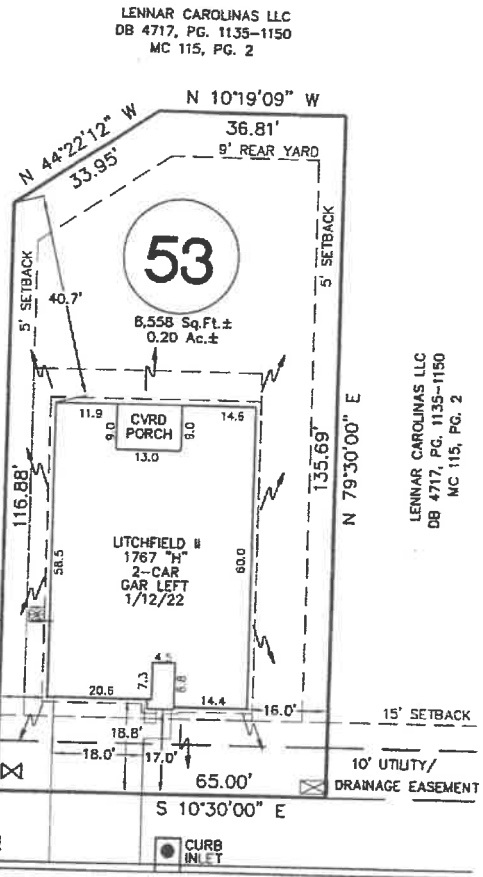 LENNAR CAROLINAS LLC
DB 4717, PG. 1135-1150
MC 115, PG. 2
N 10°19'09" W
36.81'
N 44°22'12" W
33.95'
9' REAR YARD
5' SETBACK
5' SETBACK
53
8,558 Sq.Ft.±
0.20 Ac.±
40.7'
116.88'
135.69'
N 79°30'00" E
LENNAR CAROLINAS LLC
DB 4717, PG. 1135-1150
MC 115, PG. 2
11.9
14.6
CVRD
PORCH
9.0
9.0
13.0
LITCHFIELD II
1767 "H"
2-CAR
GAR LEFT
1/12/22
58.5
60.0
4.5
7.3
8.8
20.6
14.4
16.0'
15' SETBACK
18.8'
18.0'
17.0'
10' UTILITY/
DRAINAGE EASEMENT
65.00'
S 10°30'00" E
CURB
INLET